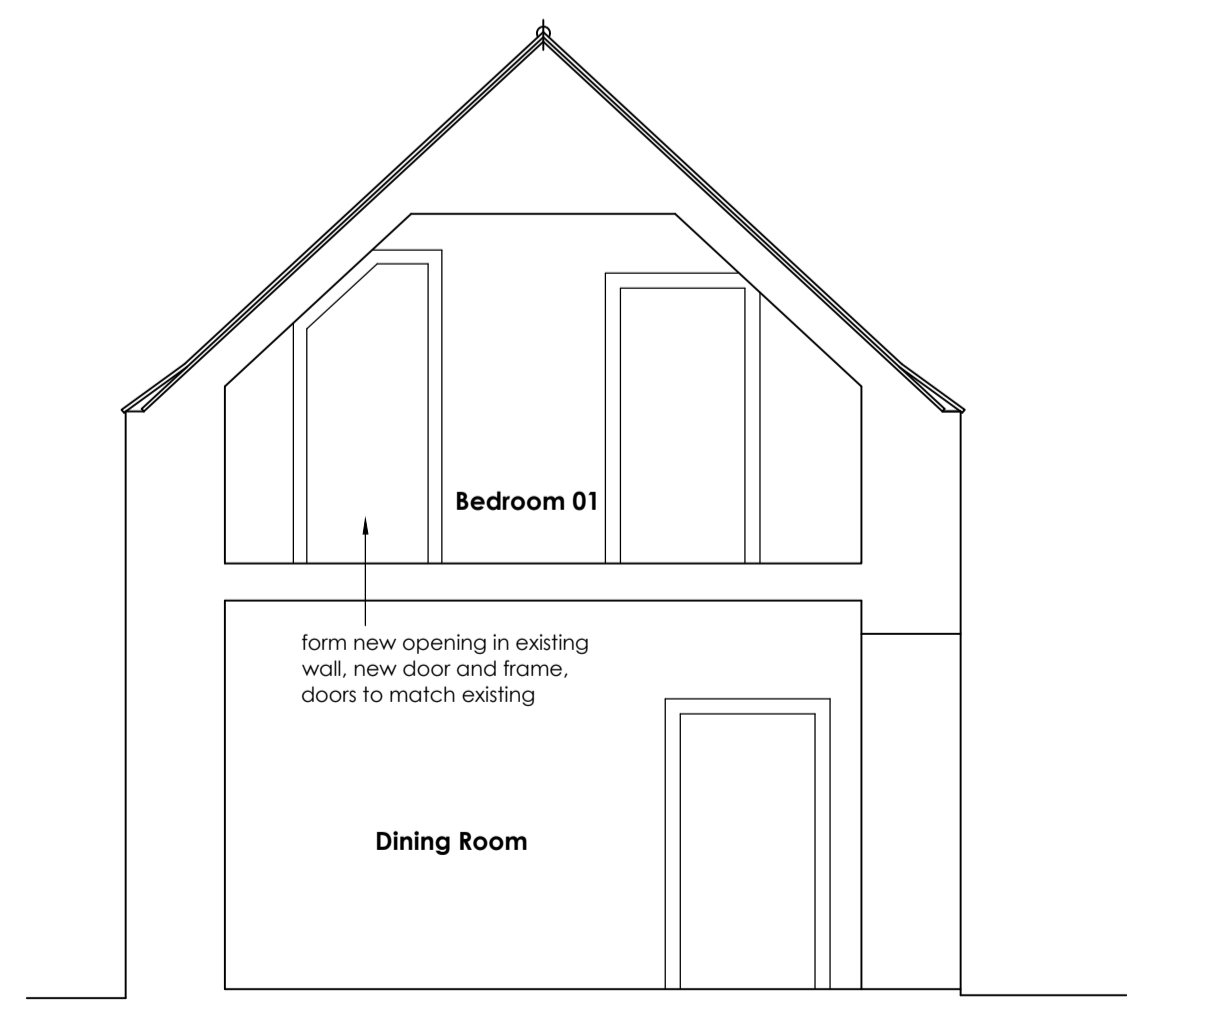 Bedroom 01
form new opening in existing
wall, new door and frame,
doors to match existing
Dining Room